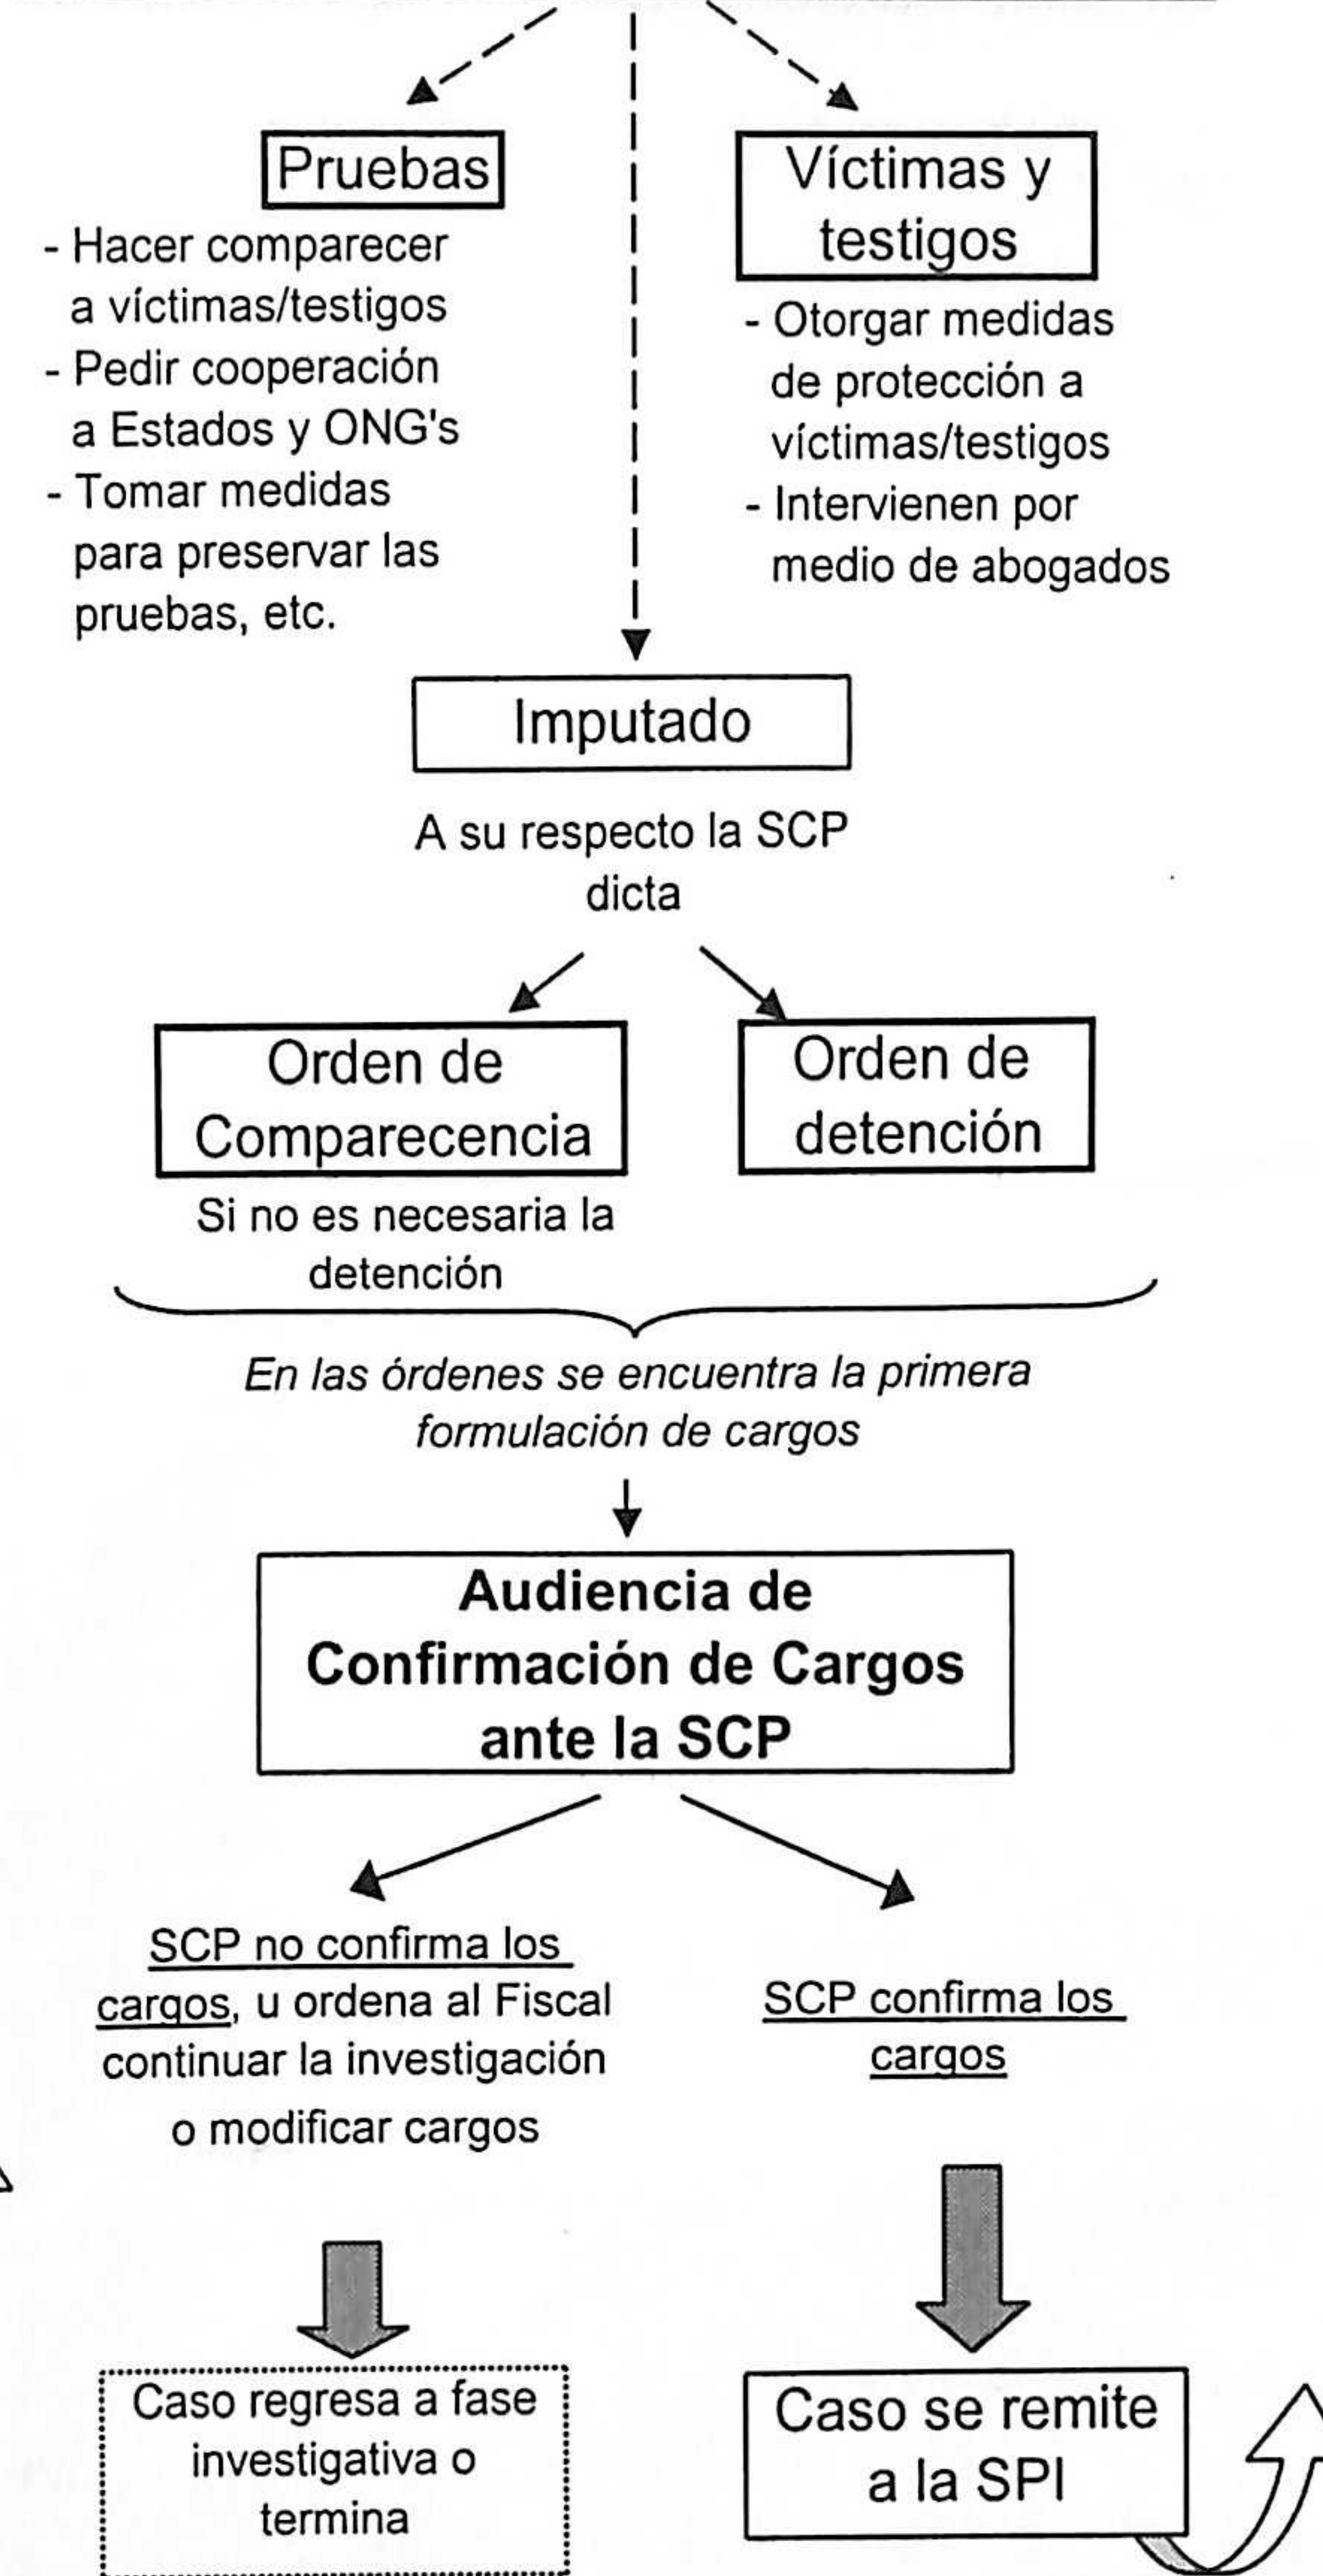 Pruebas
- Hacer comparecer
a víctimas/testigos
- Pedir cooperación
a Estados y ONG's
- Tomar medidas
para preservar las
pruebas, etc.
Víctimas y
testigos
- Otorgar medidas
de protección a
víctimas/testigos
- Intervienen por
medio de abogados
Imputado
A su respecto la SCP
dicta
Orden de
Comparecencia
Si no es necesaria la
detención
Orden de
detención
En las órdenes se encuentra la primera
formulación de cargos
Audiencia de
Confirmación de Cargos
ante la SCP
SCP no confirma los
cargos, u ordena al Fiscal
continuar la investigación
o modificar cargos
SCP confirma los
cargos
Caso regresa a fase
investigativa o
termina
Caso se remite
a la SPI